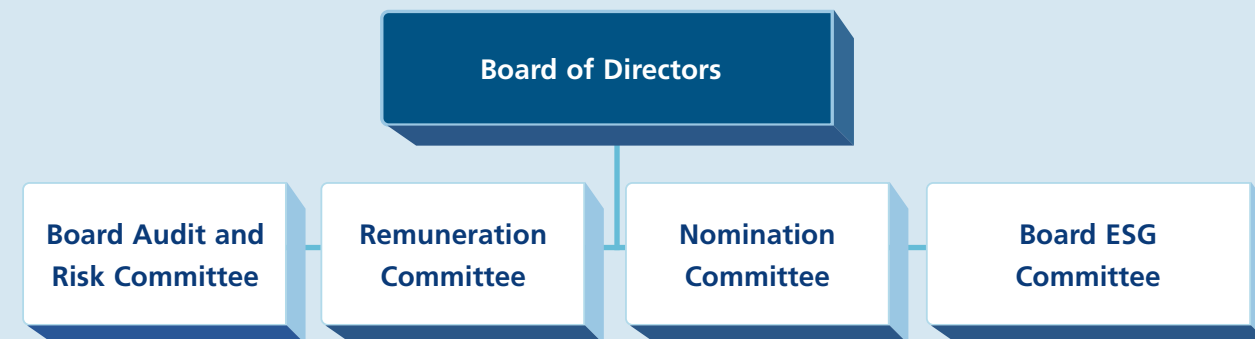 Board of Directors
Board Audit and
Risk Committee
Remuneration
Committee
Nomination
Committee
Board ESG
Committee